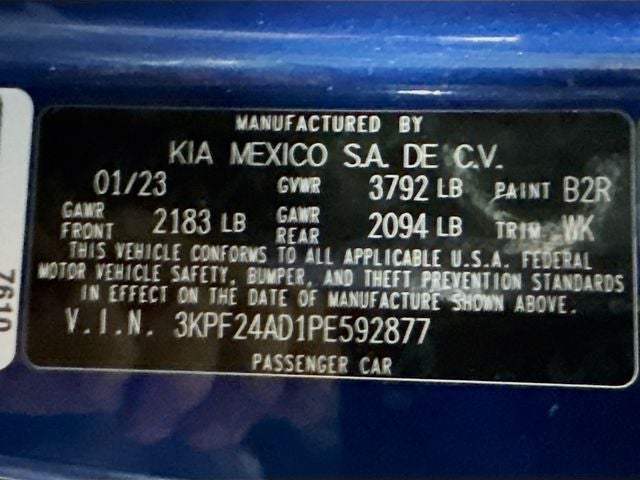 MANUFACTURED BY
KIA MEXICO S.A. DE C.V.
01/23 GVWR 3792 LB PAINT B2R
GAWR FRONT 2183 LB GAWR REAR 2094 LB TRIM WK
THIS VEHICLE CONFORMS TO ALL APPLICABLE U.S.A. FEDERAL
MOTOR VEHICLE SAFETY, BUMPER, AND THEFT PREVENTION STANDARDS
IN EFFECT ON THE DATE OF MANUFACTURE SHOWN ABOVE.
V.I.N. 3KPF24AD1PE592877
PASSENGER CAR